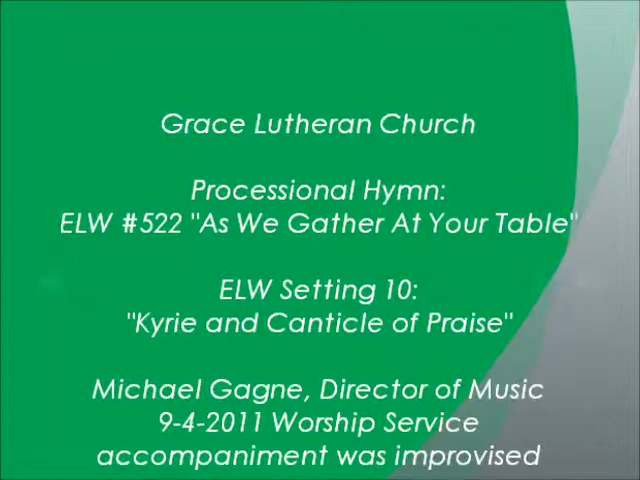 Grace Lutheran Church
Processional Hymn:
ELW #522 "As We Gather At Your Table"
ELW Setting 10:
"Kyrie and Canticle of Praise"
Michael Gagne, Director of Music
9-4-2011 Worship Service
accompaniment was improvised